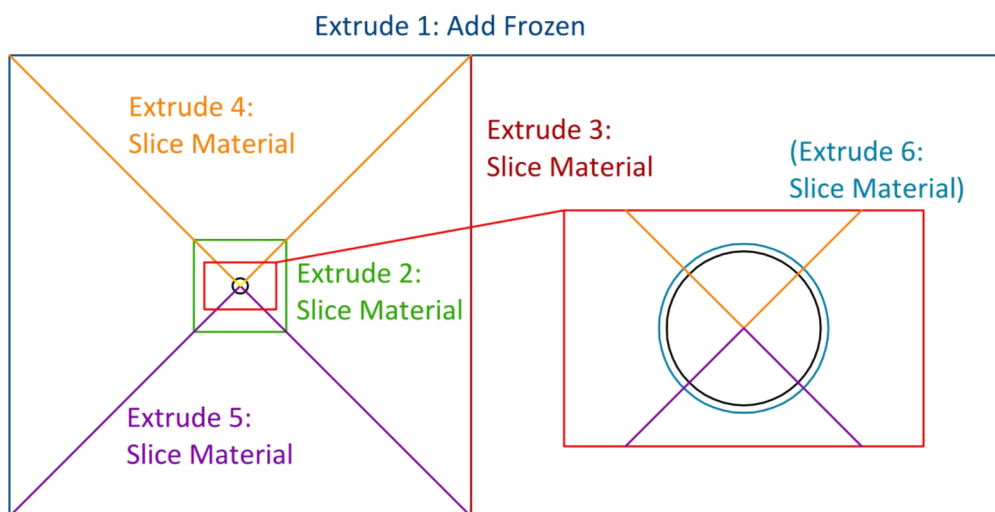 Extrude 1: Add Frozen
Extrude 4:
Slice Material
Extrude 3:
Slice Material
(Extrude 6:
Slice Material)
Extrude 2:
Slice Material
Extrude 5:
Slice Material